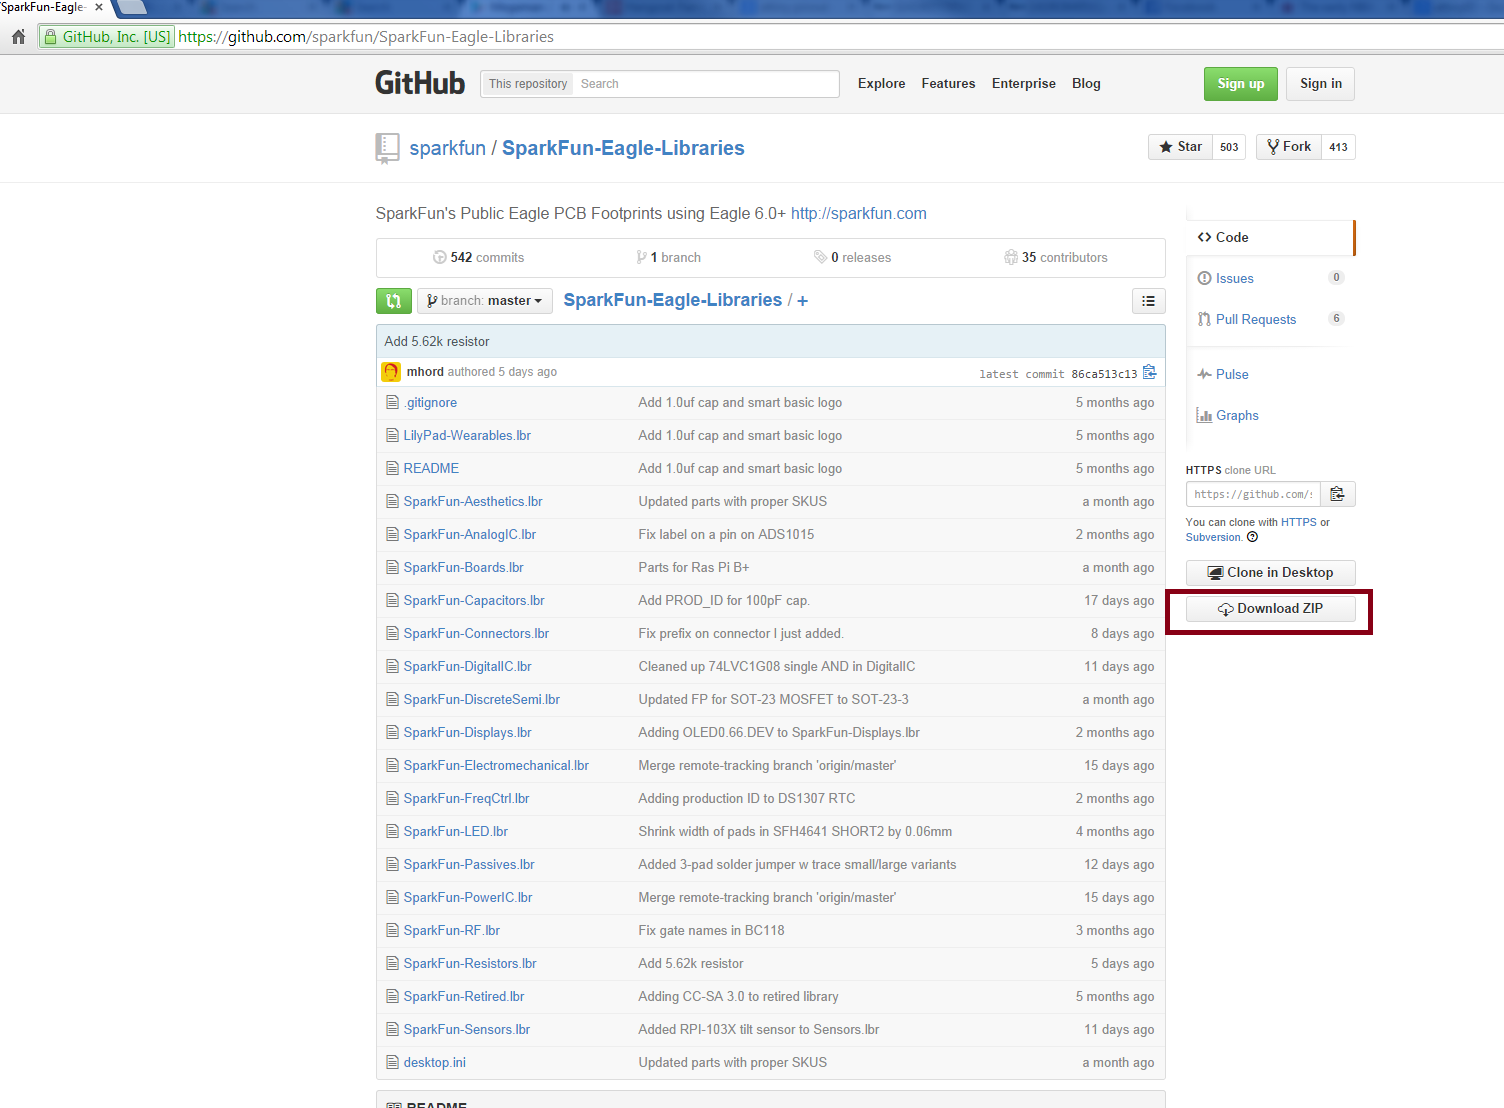 /SparkFun-Eagle- ×
GitHub, Inc. [US] https://github.com/sparkfun/SparkFun-Eagle-Libraries
GitHub This repository Search Explore Features Enterprise Blog Sign up Sign in
sparkfun / SparkFun-Eagle-Libraries Star 503 Fork 413
SparkFun's Public Eagle PCB Footprints using Eagle 6.0+ http://sparkfun.com
542 commits 1 branch 0 releases 35 contributors
branch: master SparkFun-Eagle-Libraries / +
Add 5.62k resistor
mhord authored 5 days ago latest commit 86ca513c13
.gitignore Add 1.0uf cap and smart basic logo 5 months ago
LilyPad-Wearables.lbr Add 1.0uf cap and smart basic logo 5 months ago
README Add 1.0uf cap and smart basic logo 5 months ago
SparkFun-Aesthetics.lbr Updated parts with proper SKUS a month ago
SparkFun-AnalogIC.lbr Fix label on a pin on ADS1015 2 months ago
SparkFun-Boards.lbr Parts for Ras Pi B+ a month ago
SparkFun-Capacitors.lbr Add PROD_ID for 100pF cap. 17 days ago
SparkFun-Connectors.lbr Fix prefix on connector I just added. 8 days ago
SparkFun-DigitalIC.lbr Cleaned up 74LVC1G08 single AND in DigitalIC 11 days ago
SparkFun-DiscreteSemi.lbr Updated FP for SOT-23 MOSFET to SOT-23-3 a month ago
SparkFun-Displays.lbr Adding OLED0.66.DEV to SparkFun-Displays.lbr 2 months ago
SparkFun-Electromechanical.lbr Merge remote-tracking branch 'origin/master' 15 days ago
SparkFun-FreqCtrl.lbr Adding production ID to DS1307 RTC 2 months ago
SparkFun-LED.lbr Shrink width of pads in SFH4641 SHORT2 by 0.06mm 4 months ago
SparkFun-Passives.lbr Added 3-pad solder jumper w trace small/large variants 12 days ago
SparkFun-PowerIC.lbr Merge remote-tracking branch 'origin/master' 15 days ago
SparkFun-RF.lbr Fix gate names in BC118 3 months ago
SparkFun-Resistors.lbr Add 5.62k resistor 5 days ago
SparkFun-Retired.lbr Adding CC-SA 3.0 to retired library 5 months ago
SparkFun-Sensors.lbr Added RPI-103X tilt sensor to Sensors.lbr 11 days ago
desktop.ini Updated parts with proper SKUS a month ago
README
Code
Issues 0
Pull Requests 6
Pulse
Graphs
HTTPS clone URL
https://github.com/s
You can clone with HTTPS or
Subversion.
Clone in Desktop
Download ZIP